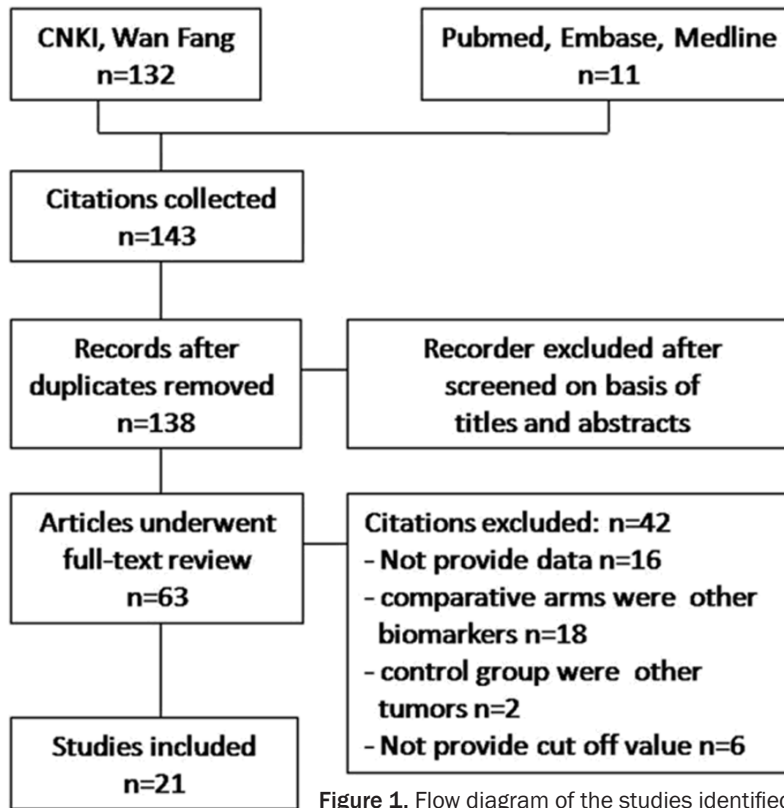 CNKI, Wan Fang
n=132
Pubmed, Embase, Medline
n=11
Citations collected
n=143
Records after
duplicates removed
n=138
Recorder excluded after
screened on basis of
titles and abstracts
Articles underwent
full-text review
n=63
Citations excluded: n=42
- Not provide data n=16
- comparative arms were other
biomarkers n=18
- control group were other
tumors n=2
- Not provide cut off value n=6
Studies included
n=21
Figure 1. Flow diagram of the studies identified